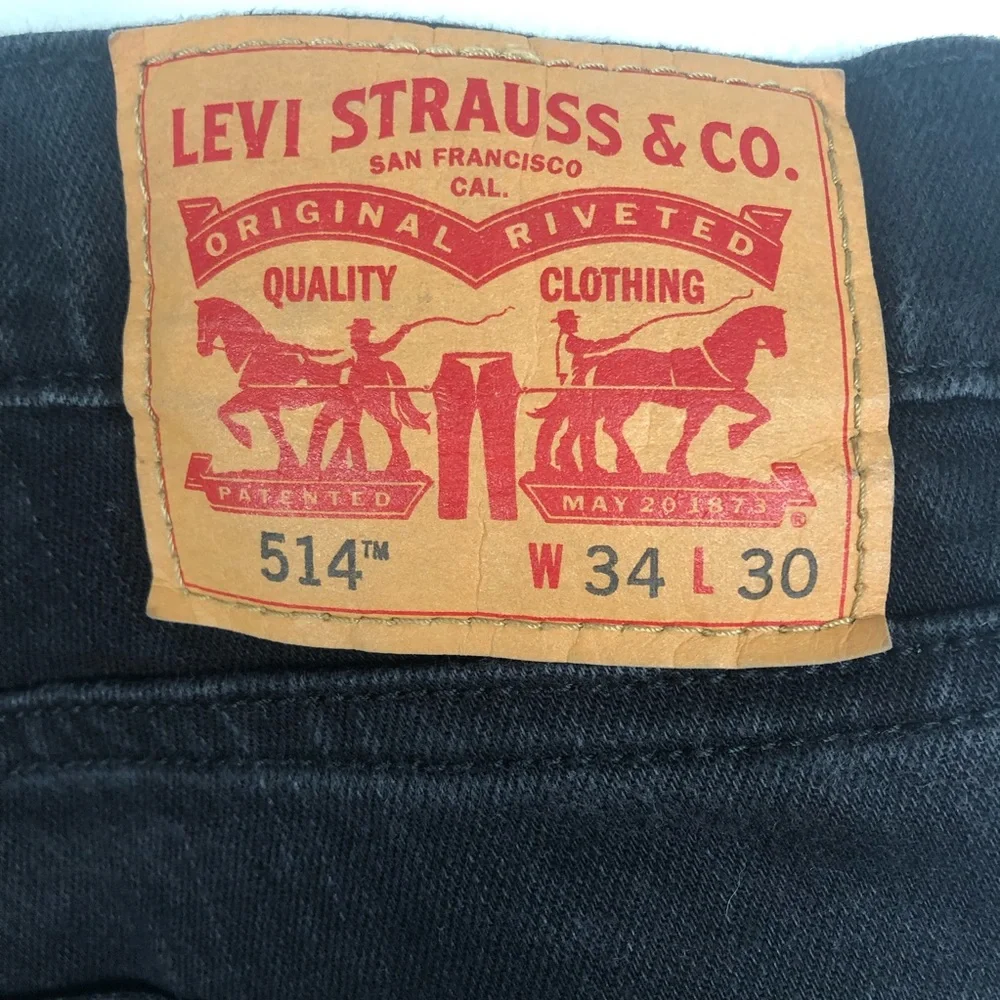 LEVI STRAUSS & CO.
SAN FRANCISCO
CAL.
ORIGINAL RIVETED
QUALITY CLOTHING
PATENTED MAY 20 1873 ®
514™ W 34 L 30